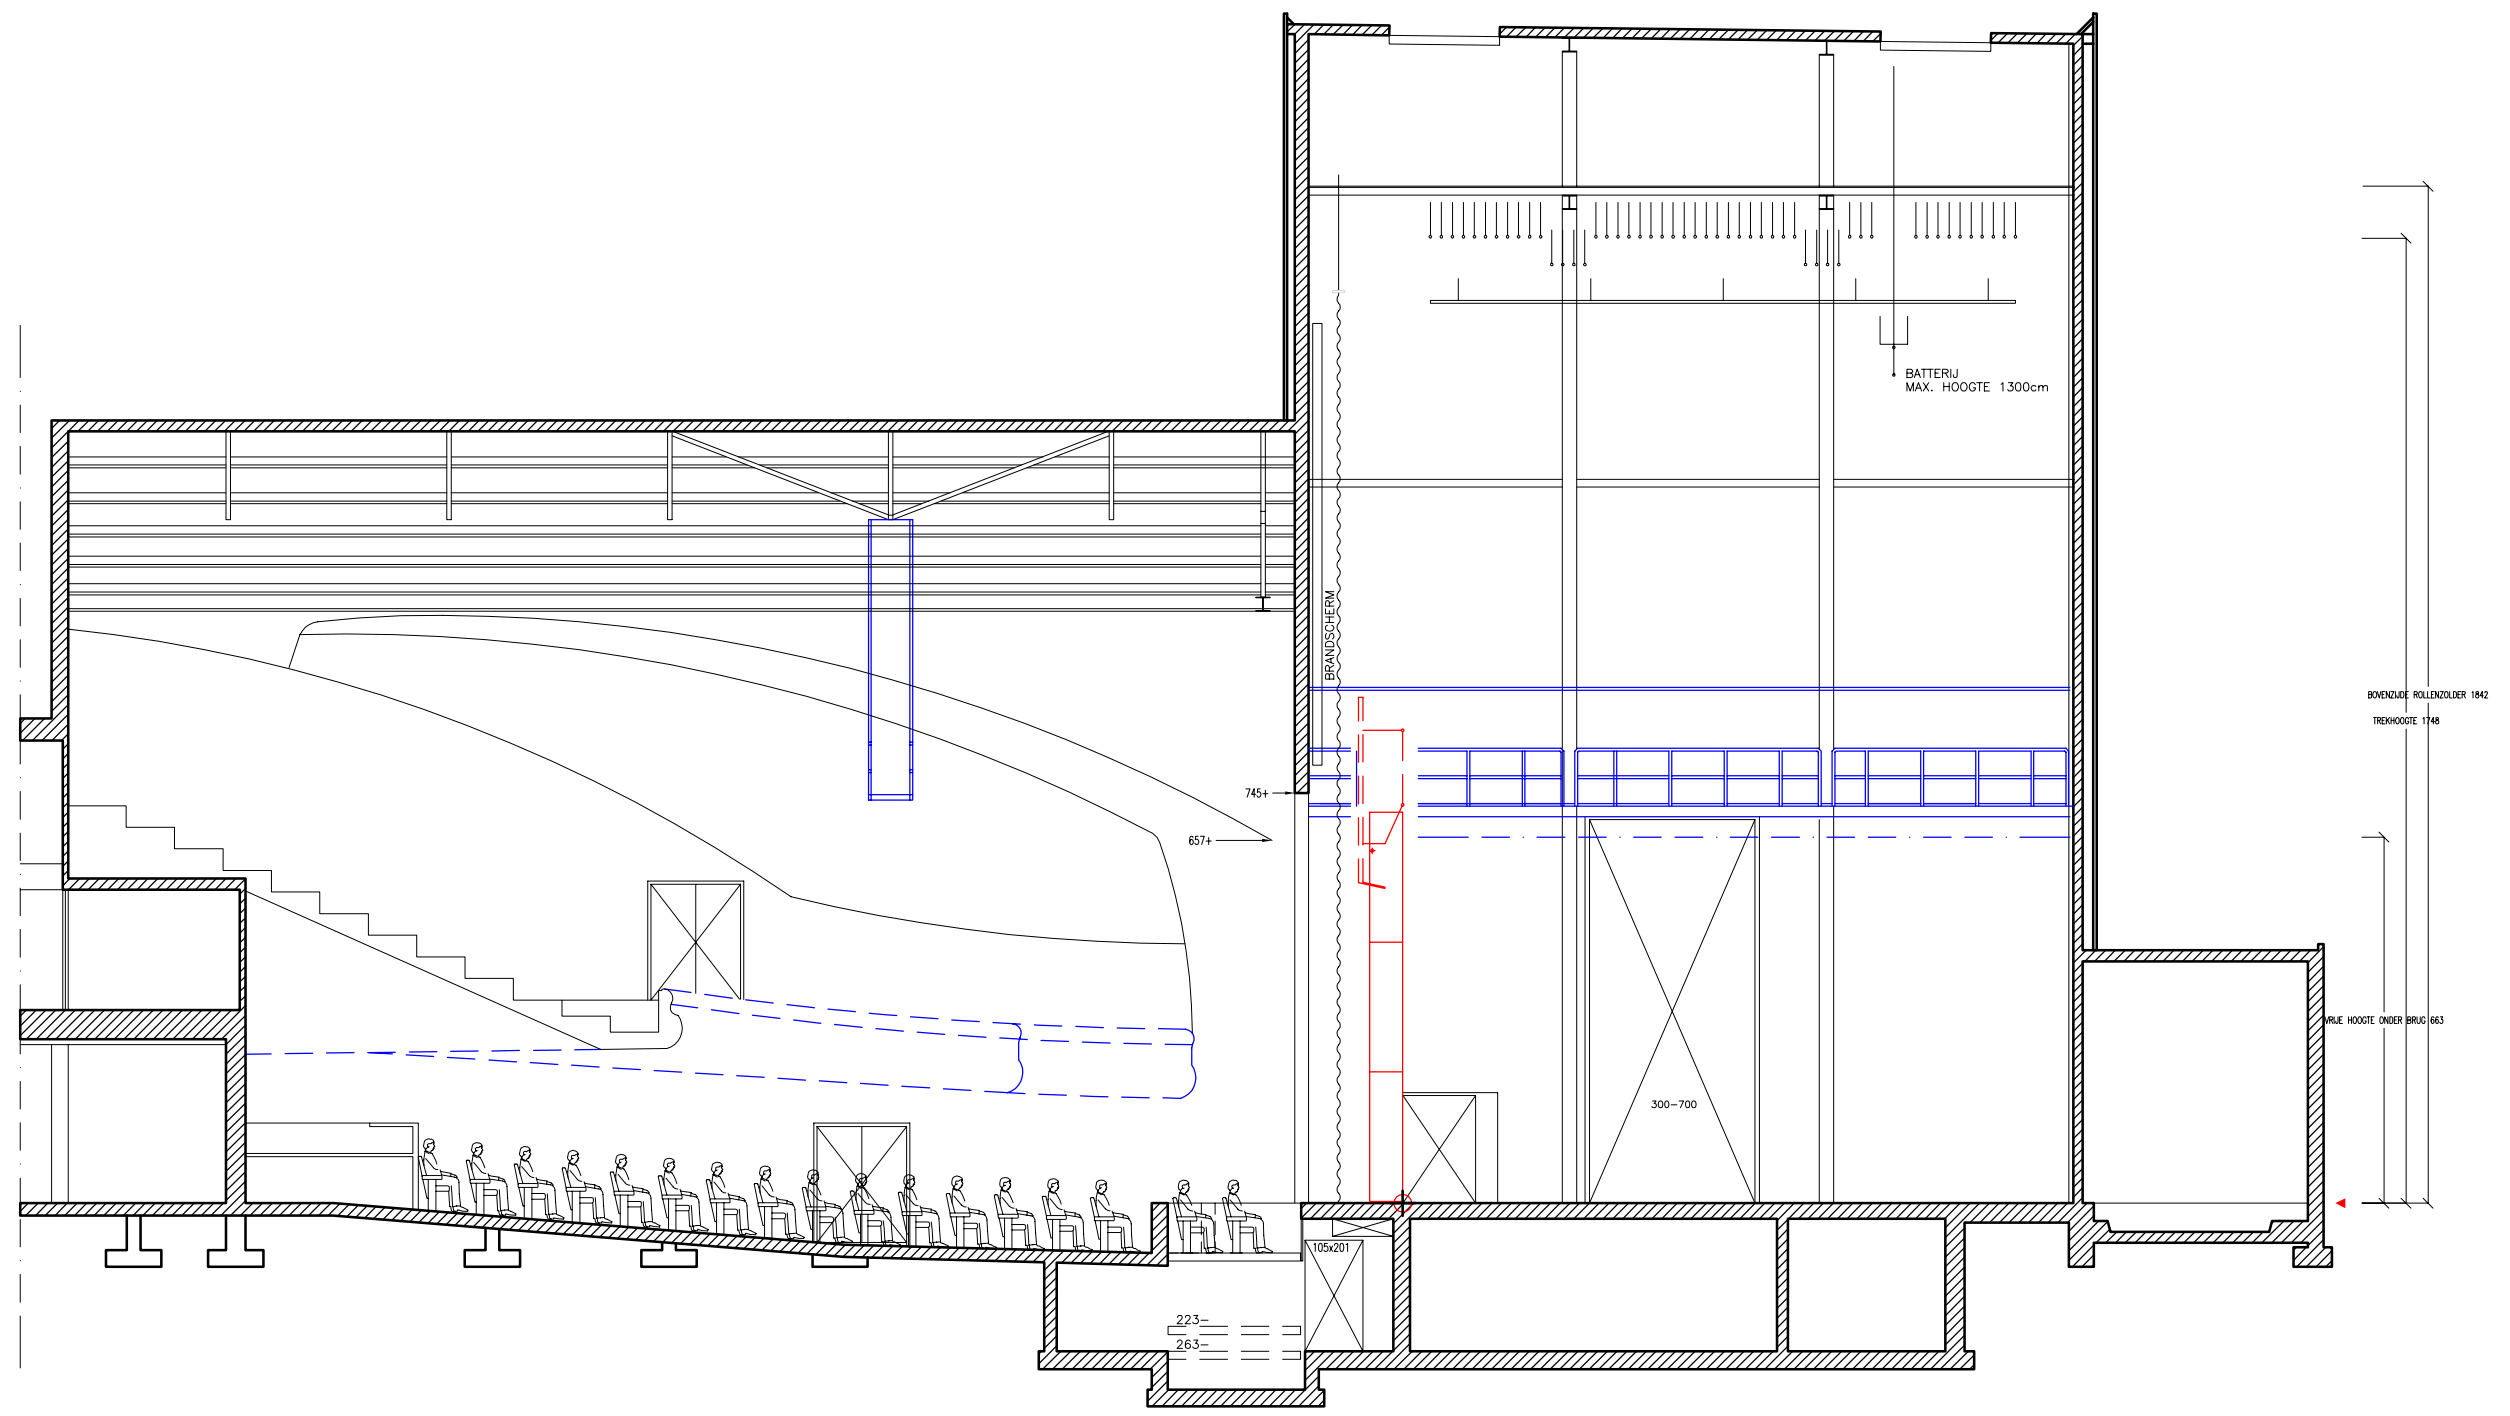 BATTERIJ
MAX. HOOGTE 1300cm
BRANDSCHERM
BOVENZIJDE ROLLENZOLDER 1842
TREKHOOGTE 1748
745+
657+
VRIJE HOOGTE ONDER BRUG 663
300-700
105x201
223-
263-